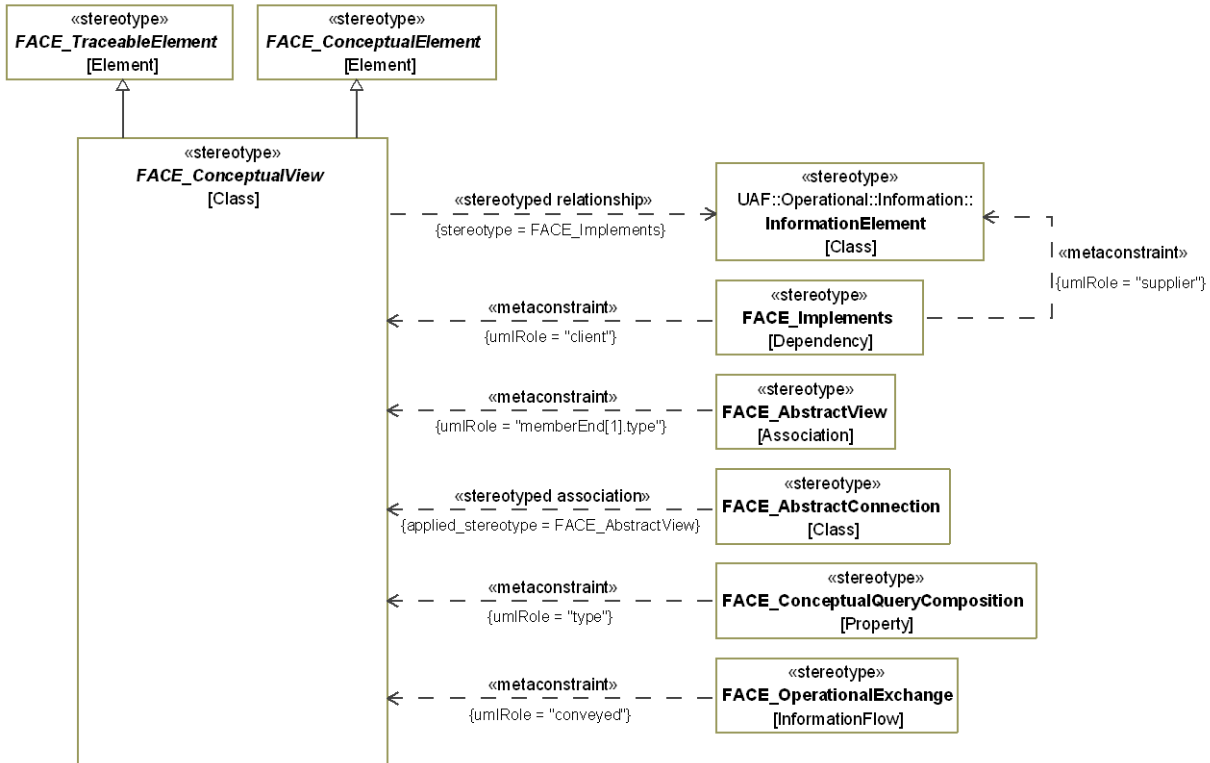 «stereotype»
FACE_TraceableElement
[Element]
«stereotype»
FACE_ConceptualElement
[Element]
«stereotype»
FACE_ConceptualView
[Class]
«stereotyped relationship»
{stereotype = FACE_Implements}
«stereotype»
UAF::Operational::Information::
InformationElement
[Class]
«metaconstraint»
{umlRole = "supplier"}
«metaconstraint»
{umlRole = "client"}
«stereotype»
FACE_Implements
[Dependency]
«metaconstraint»
{umlRole = "memberEnd[1].type"}
«stereotype»
FACE_AbstractView
[Association]
«stereotyped association»
{applied_stereotype = FACE_AbstractView}
«stereotype»
FACE_AbstractConnection
[Class]
«metaconstraint»
{umlRole = "type"}
«stereotype»
FACE_ConceptualQueryComposition
[Property]
«metaconstraint»
{umlRole = "conveyed"}
«stereotype»
FACE_OperationalExchange
[InformationFlow]